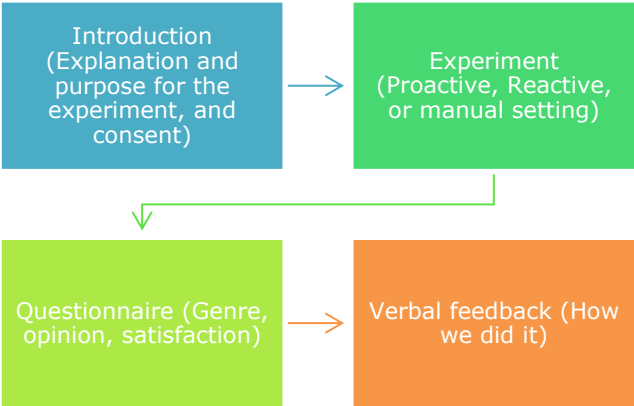 Introduction
(Explanation and
purpose for the
experiment, and
consent)
Experiment
(Proactive, Reactive,
or manual setting)
Questionnaire (Genre,
opinion, satisfaction)
Verbal feedback (How
we did it)